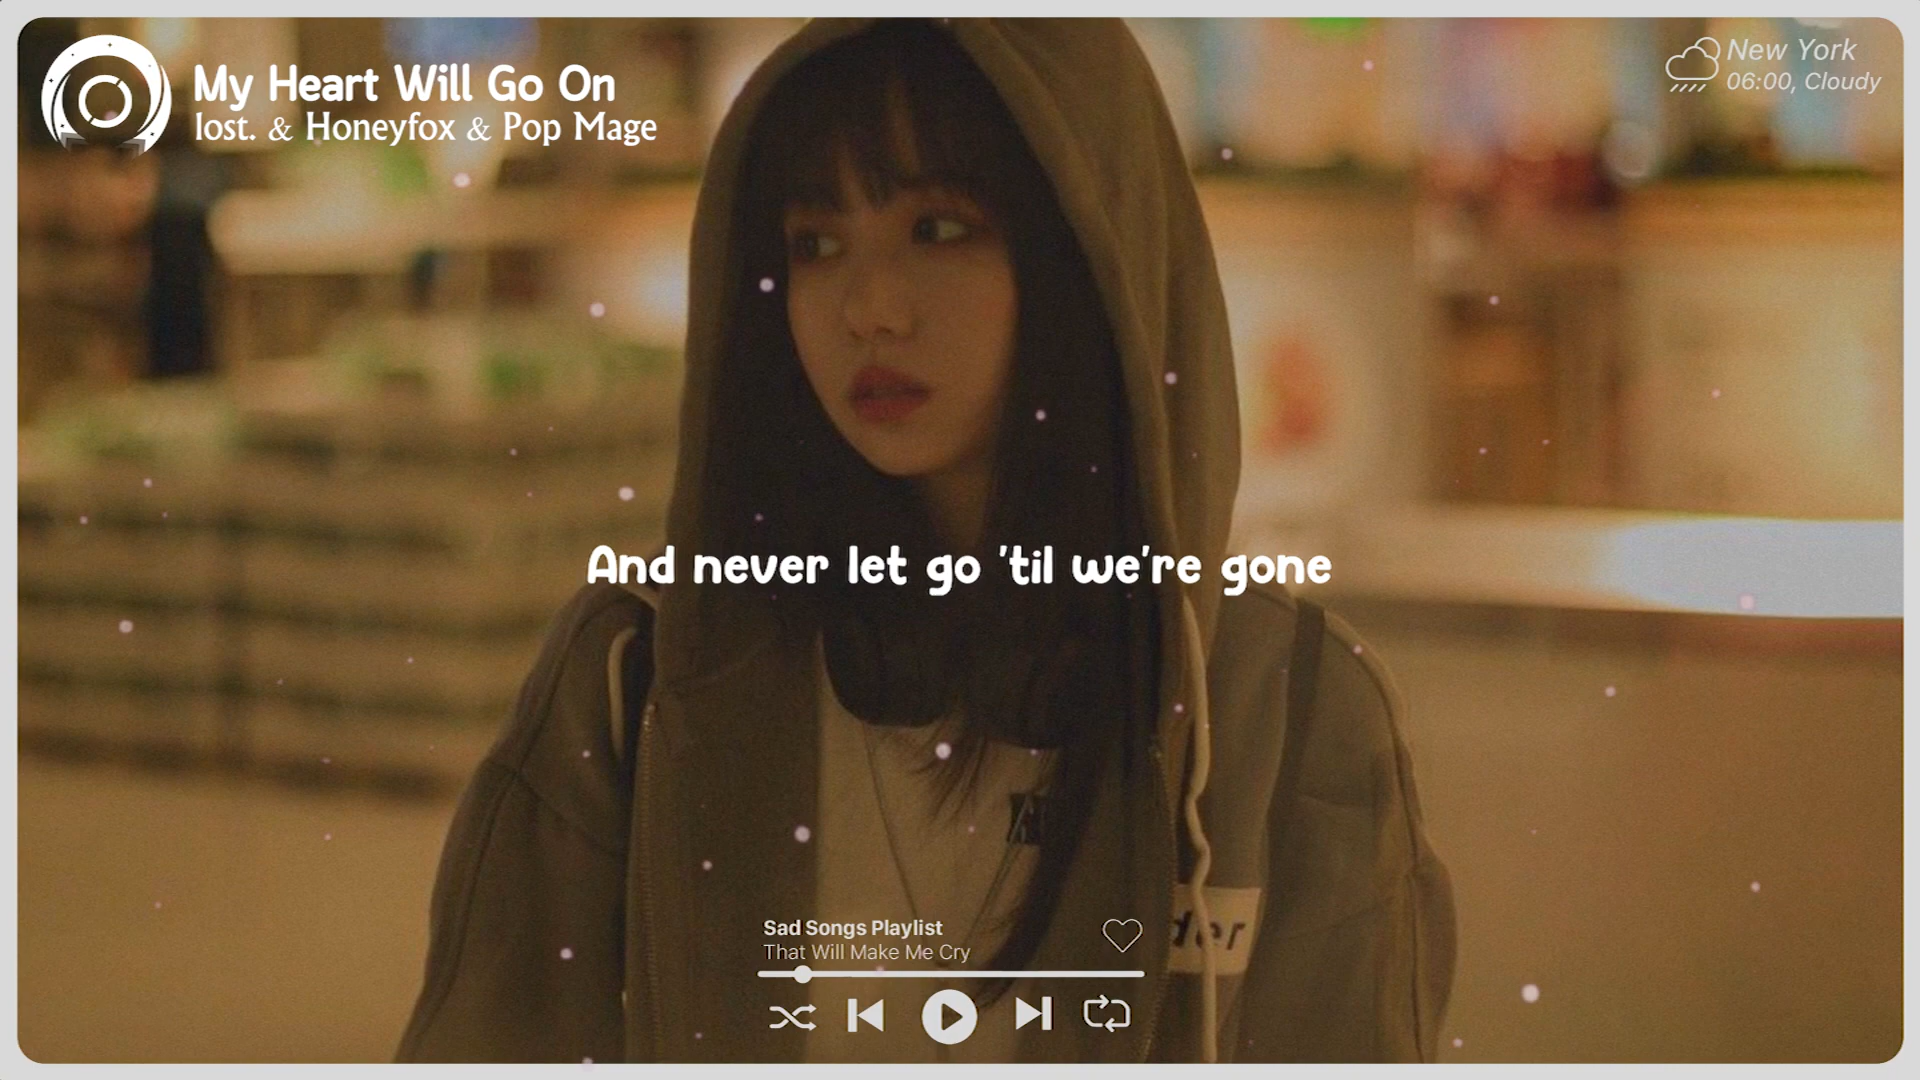 My Heart Will Go On
lost. & Honeyfox & Pop Mage
New York
06:00, Cloudy
And never let go 'til we're gone
der
Sad Songs Playlist
That Will Make Me Cry